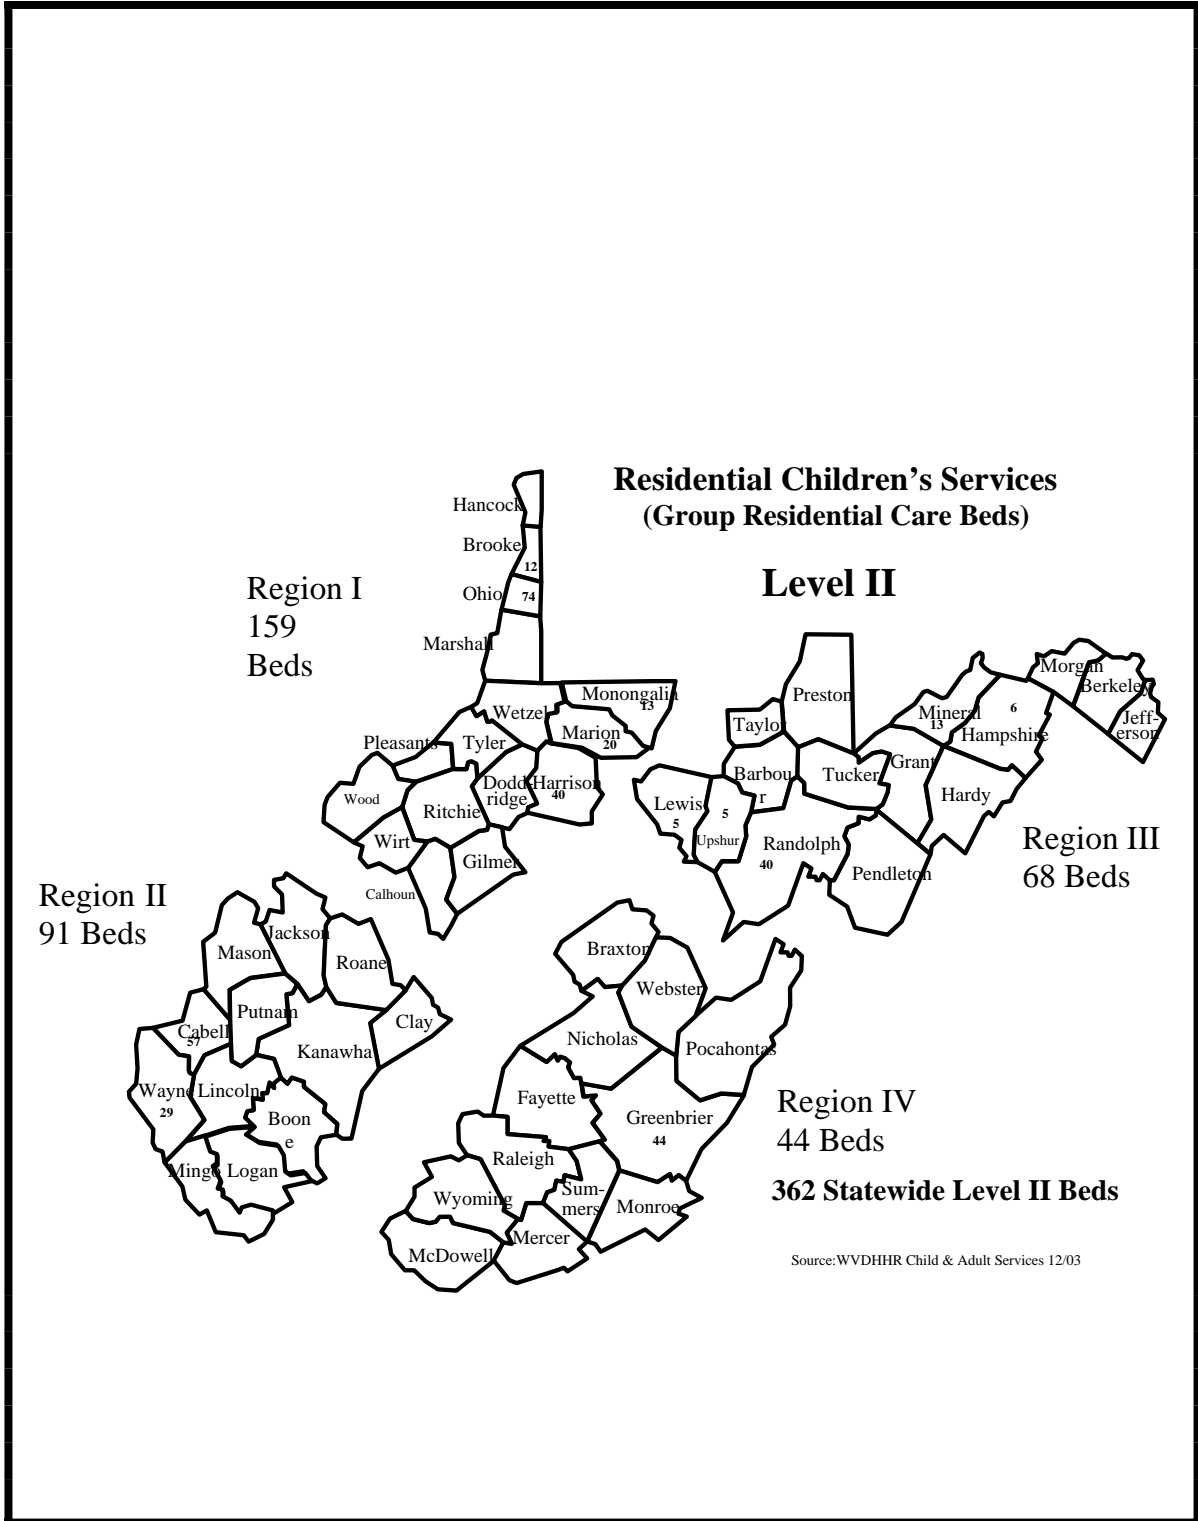 Residential Children’s Services
(Group Residential Care Beds)
Level II
Region I
159
Beds
Hancock
Brooke
12
Ohio
74
Marshall
Wetzel
Monongalia
13
Marion
20
Pleasants
Tyler
Dodd-
ridge
Harrison
40
Wood
Ritchie
Wirt
Gilmer
Calhoun
Preston
Taylor
Barbou
r
Tucker
Lewis
5
5
Upshur
Randolph
40
Pendleton
Grant
Mineral
13
6
Hampshire
Hardy
Morgan
Berkeley
Jeff-
erson
Region III
68 Beds
Region II
91 Beds
Jackson
Mason
Roane
Putnam
Cabell
57
Clay
Kanawha
Wayne
29
Lincoln
Boon
e
Mingo
Logan
Braxton
Webster
Nicholas
Pocahontas
Fayette
Greenbrier
44
Raleigh
Sum-
mers
Monroe
Wyoming
Mercer
McDowell
Region IV
44 Beds
362 Statewide Level II Beds
Source:WVDHHR Child & Adult Services 12/03